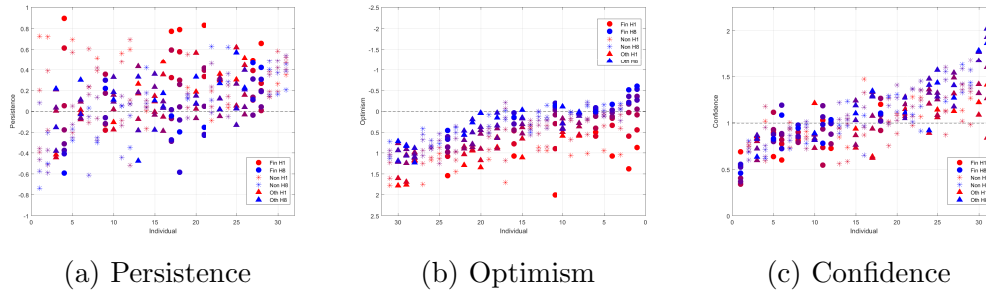 1
0.8
0.6
0.4
0.2
0
-0.2
-0.4
-0.6
-0.8
-1
Persistence
0 5 10 15 20 25 30
Individual
Fin H1
Fin H8
Non H1
Non H8
Oth H1
Oth H8
-2.5
-2
-1.5
-1
-0.5
0
0.5
1
1.5
2
2.5
Optimism
30 25 20 15 10 5 0
Individual
Fin H1
Fin H8
Non H1
Non H8
Oth H1
Oth H8
2
1.5
1
0.5
0
Confidence
0 5 10 15 20 25 30
Individual
Fin H1
Fin H8
Non H1
Non H8
Oth H1
Oth H8
(a) Persistence
(b) Optimism
(c) Confidence